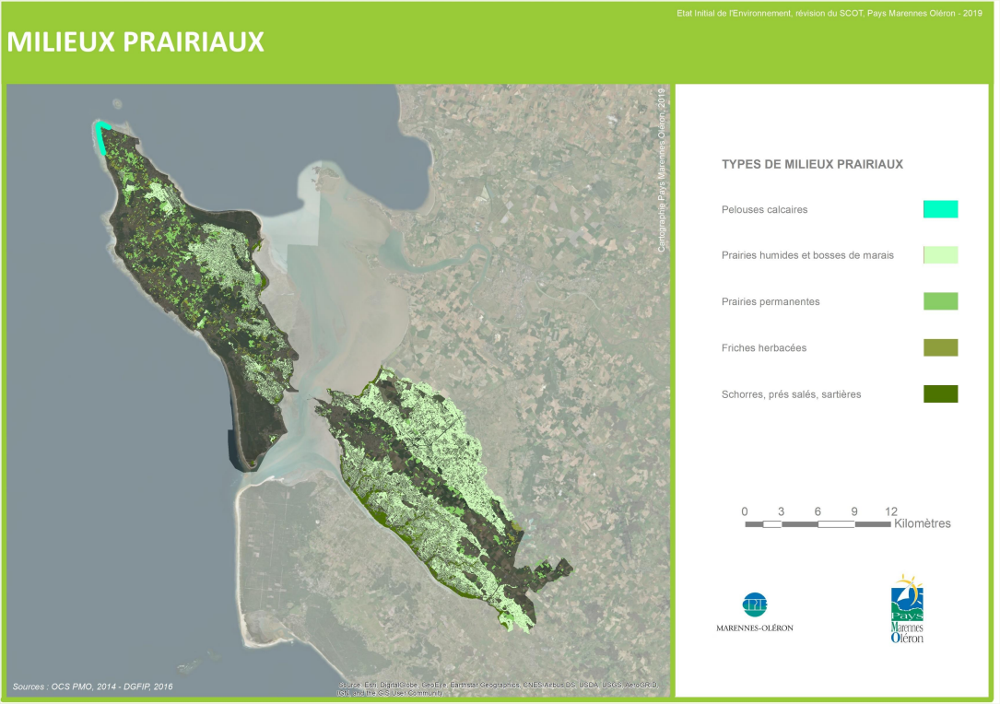 Etat Initial de l'Environnement, révision du SCOT, Pays Marennes Oléron - 2019
MILIEUX PRAIRIAUX
Cartographie Pays Marennes Oléron, 2019
TYPES DE MILIEUX PRAIRIAUX
Pelouses calcaires
Prairies humides et bosses de marais
Prairies permanentes
Friches herbacées
Schorres, prés salés, sartières
0 3 6 9 12
Kilomètres
MARENNES-OLÉRON
Pays
Marennes
Oléron
Sources : OCS PMO, 2014 - DGFIP, 2016
Source: Esri, DigitalGlobe, GeoEye, Earthstar Geographics, CNES/Airbus DS, USDA, USGS, AeroGRID,
IGN, and the GIS User Community